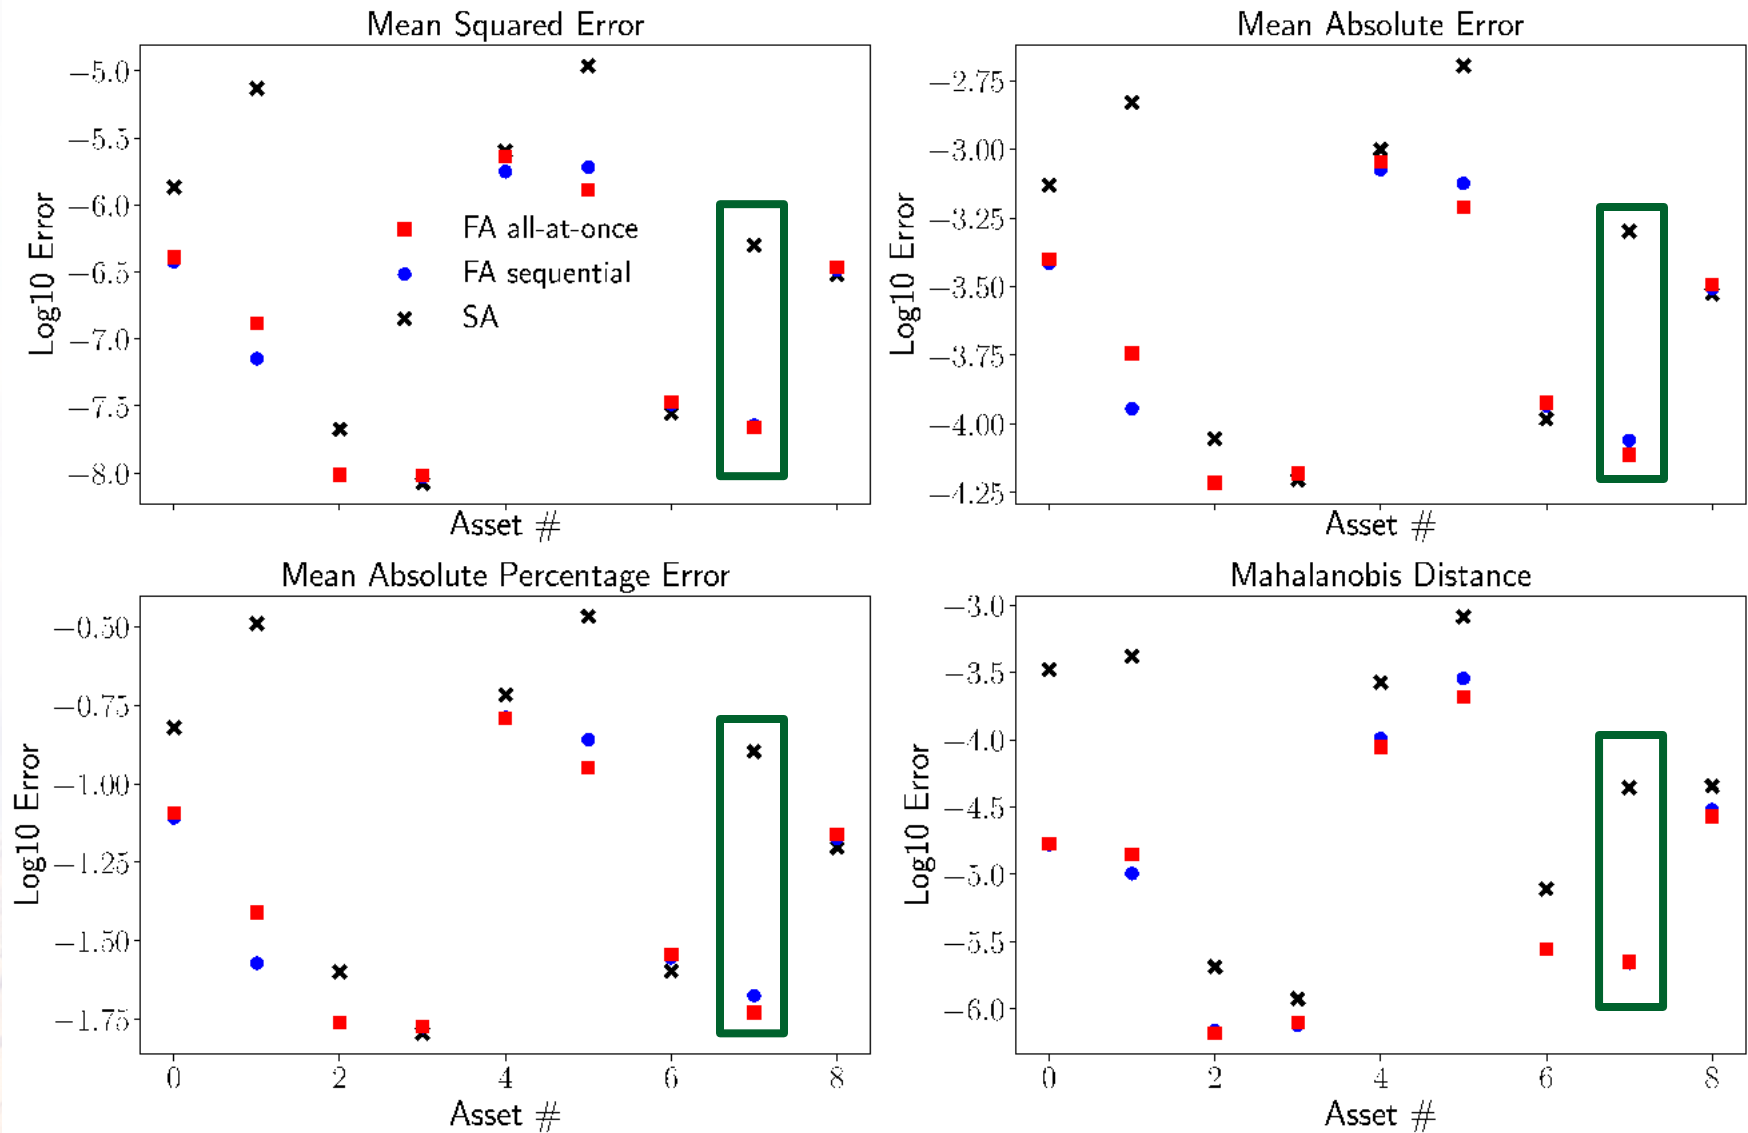 Mean Squared Error
Log10 Error
−5.0
−5.5
−6.0
−6.5
−7.0
−7.5
−8.0
FA all-at-once
FA sequential
SA
Asset #
Mean Absolute Error
Log10 Error
−2.75
−3.00
−3.25
−3.50
−3.75
−4.00
−4.25
Asset #
Mean Absolute Percentage Error
Log10 Error
−0.50
−0.75
−1.00
−1.25
−1.50
−1.75
0 2 4 6 8
Asset #
Mahalanobis Distance
Log10 Error
−3.0
−3.5
−4.0
−4.5
−5.0
−5.5
−6.0
0 2 4 6 8
Asset #